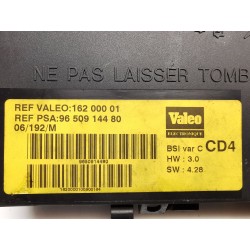 NE PAS LAISSER TOMB
REF VALEO:162 000 01
REF PSA:96 509 144 80
06/192/M
Valeo
ELECTRONIQUE
BSI var C CD4
HW : 3.0
SW : 4.28